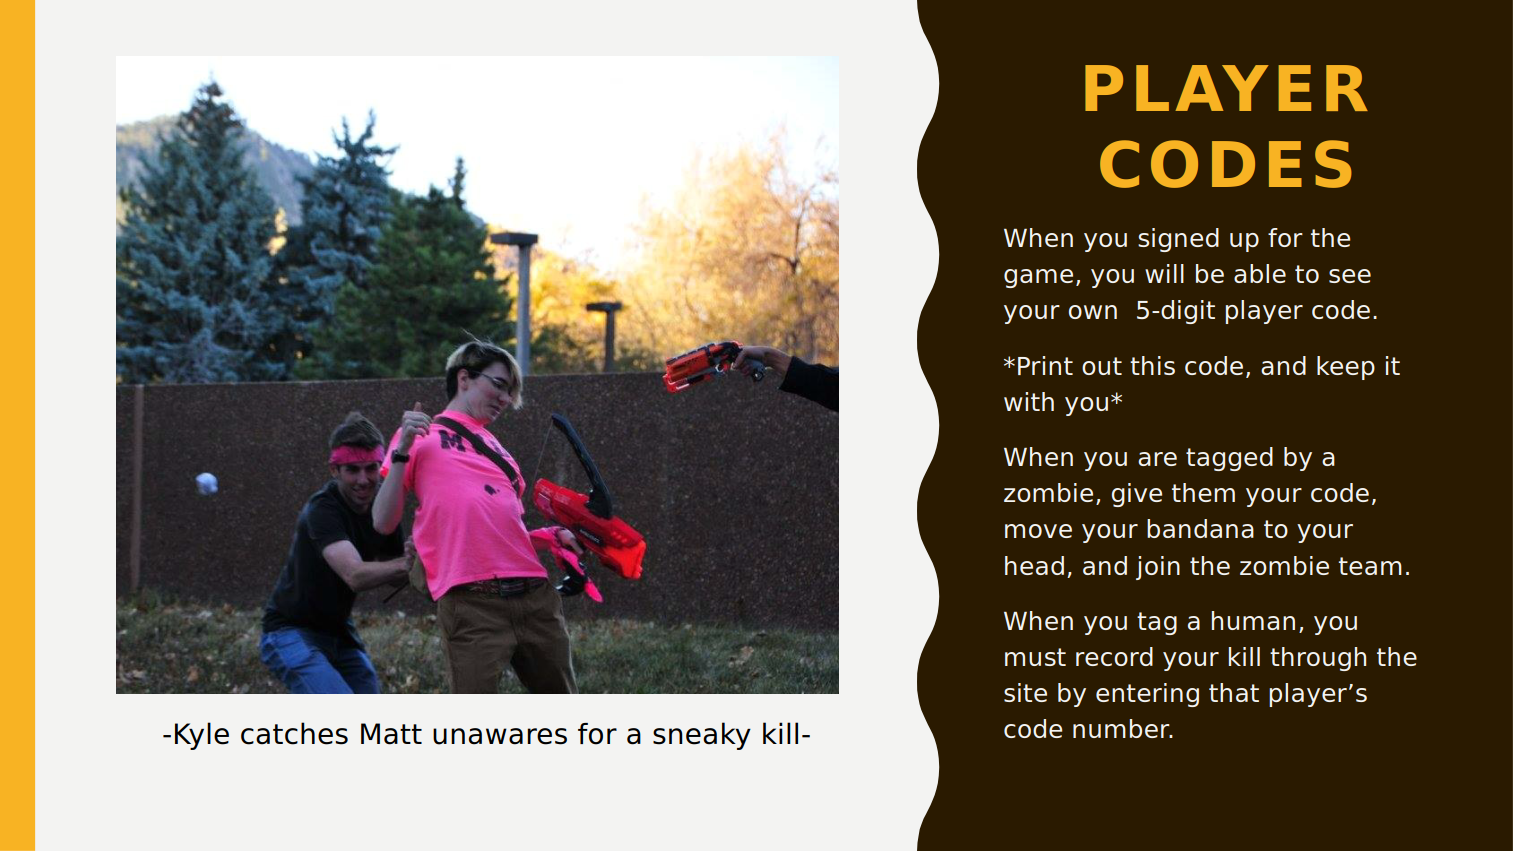 PLAYER
CODES
When you signed up for the
game, you will be able to see
your own  5-digit player code.
*Print out this code, and keep it
with you*
When you are tagged by a
zombie, give them your code,
move your bandana to your
head, and join the zombie team.
When you tag a human, you
must record your kill through the
site by entering that player’s
code number.
-Kyle catches Matt unawares for a sneaky kill-